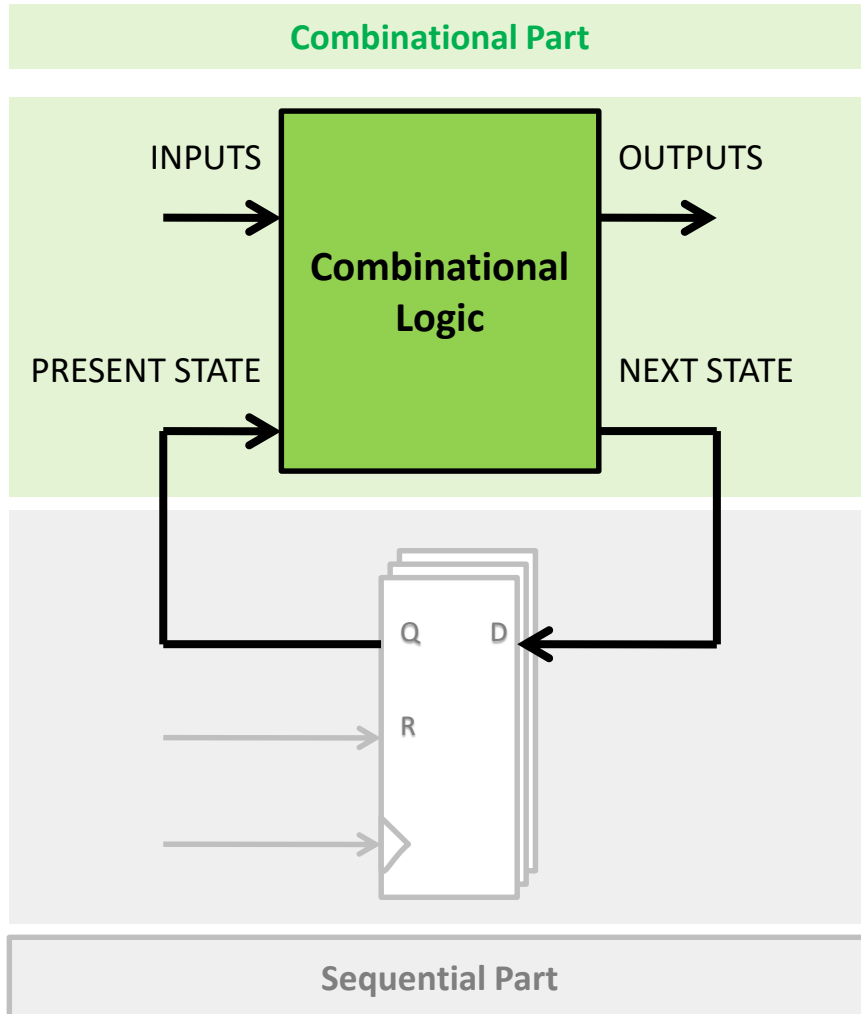 Combinational Part
INPUTS
OUTPUTS
Combinational
Logic
PRESENT STATE
NEXT STATE
Q
D
R
Sequential Part